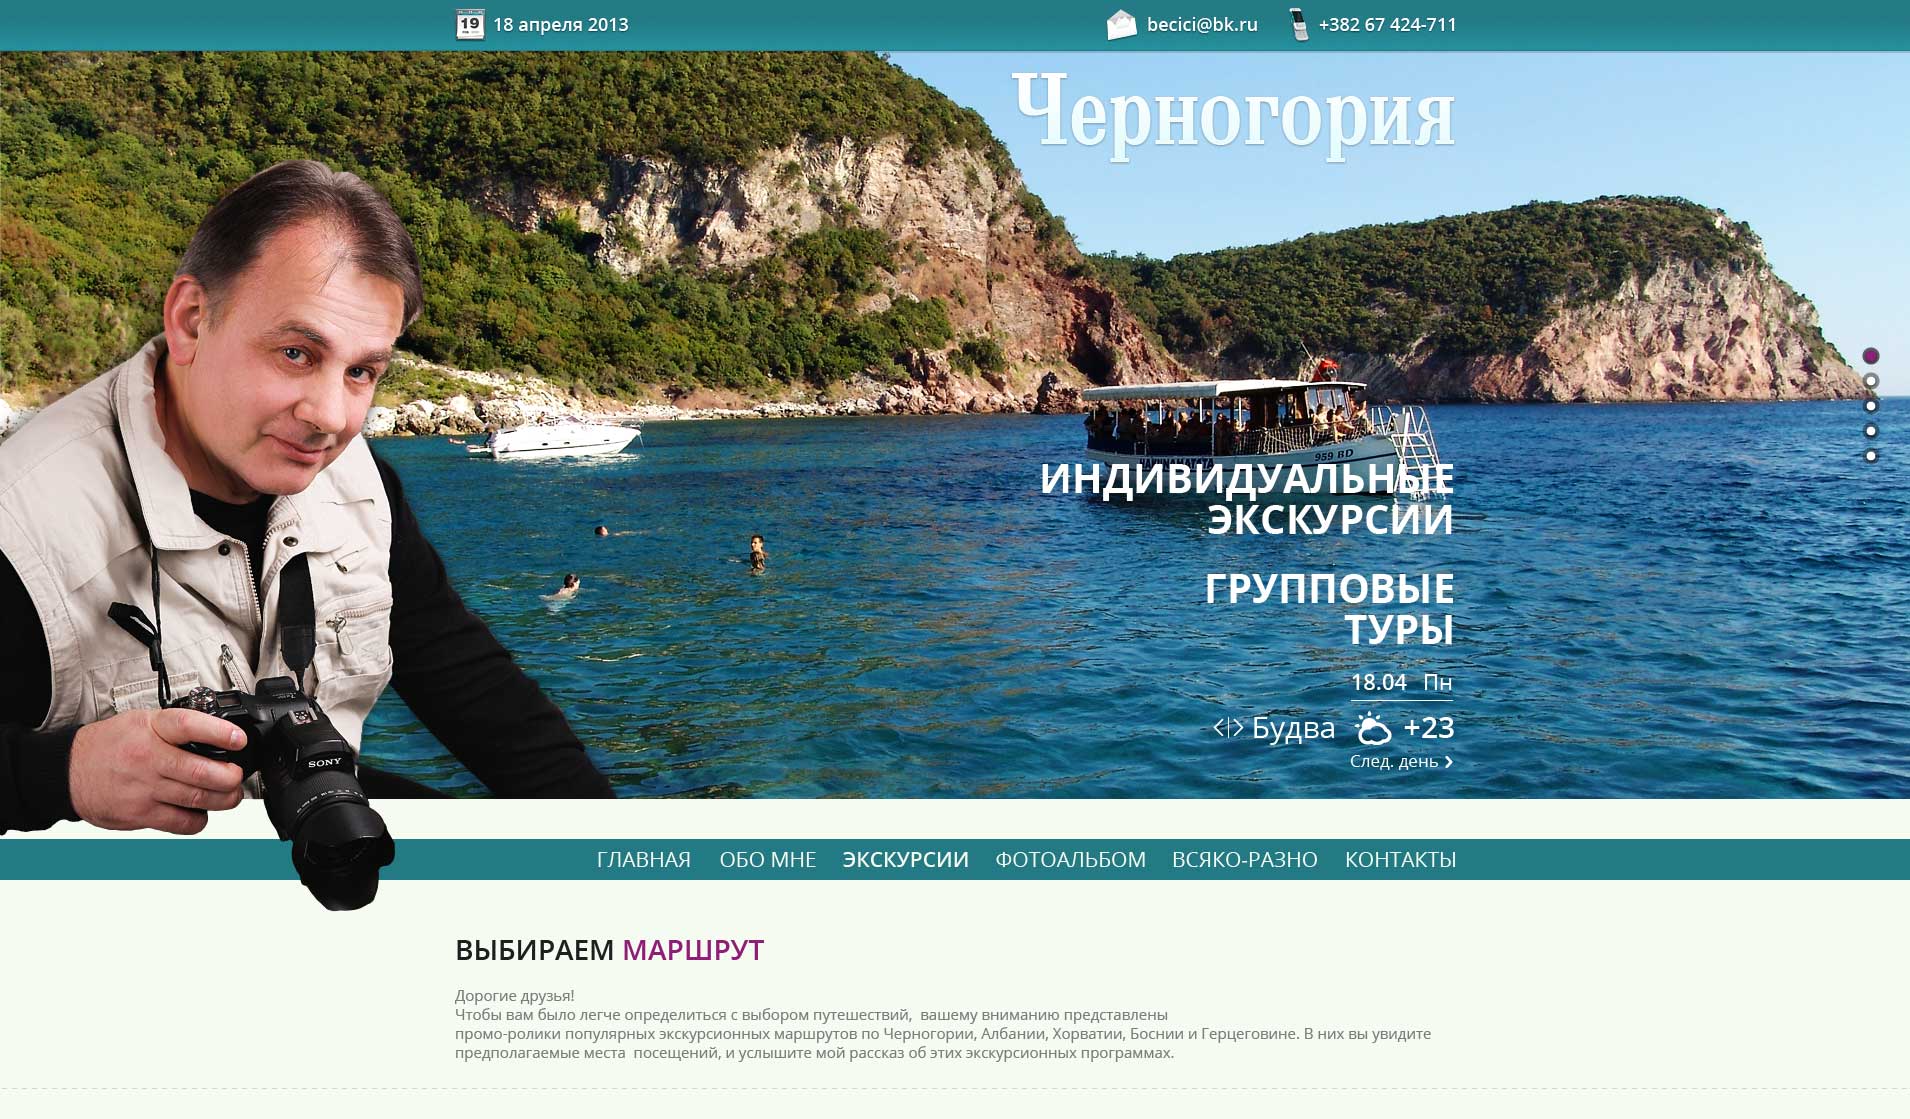 19
18 апреля 2013
becici@bk.ru
+382 67 424-711
Черногория
959 BD
ИНДИВИДУАЛЬНЫЕ
ЭКСКУРСИИ
ГРУППОВЫЕ
ТУРЫ
18.04 Пн
Будва +23
След. день
SONY
ГЛАВНАЯ ОБО МНЕ ЭКСКУРСИИ ФОТОАЛЬБОМ ВСЯКО-РАЗНО КОНТАКТЫ
ВЫБИРАЕМ МАРШРУТ
Дорогие друзья!
Чтобы вам было легче определиться с выбором путешествий, вашему вниманию представлены
промо-ролики популярных экскурсионных маршрутов по Черногории, Албании, Хорватии, Боснии и Герцеговине. В них вы увидите
предполагаемые места посещений, и услышите мой рассказ об этих экскурсионных программах.